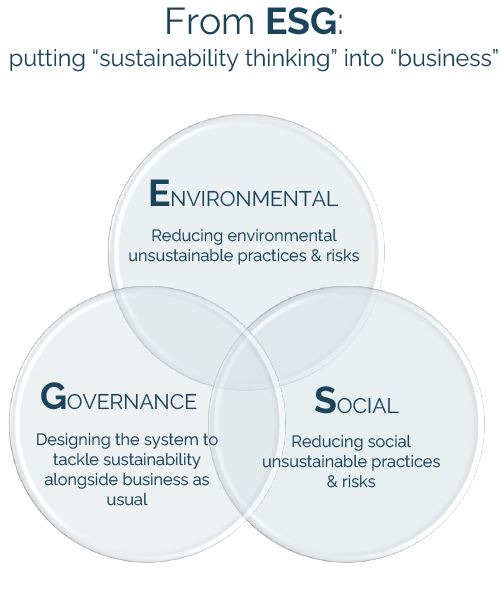 From ESG:
putting “sustainability thinking” into “business”
ENVIRONMENTAL
Reducing environmental
unsustainable practices & risks
GOVERNANCE
Designing the system to
tackle sustainability
alongside business as
usual
SOCIAL
Reducing social
unsustainable practices
& risks